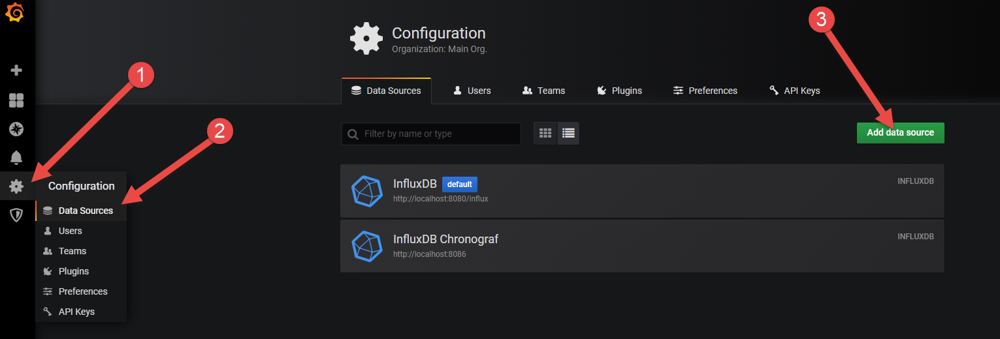 3
Configuration
Organization: Main Org.
1
Data Sources
Users
Teams
Plugins
Preferences
API Keys
2
Filter by name or type
Add data source
Configuration
Data Sources
Users
Teams
Plugins
Preferences
API Keys
InfluxDB default
INFLUXDB
http://localhost:8080/influx
InfluxDB Chronograf
INFLUXDB
http://localhost:8086